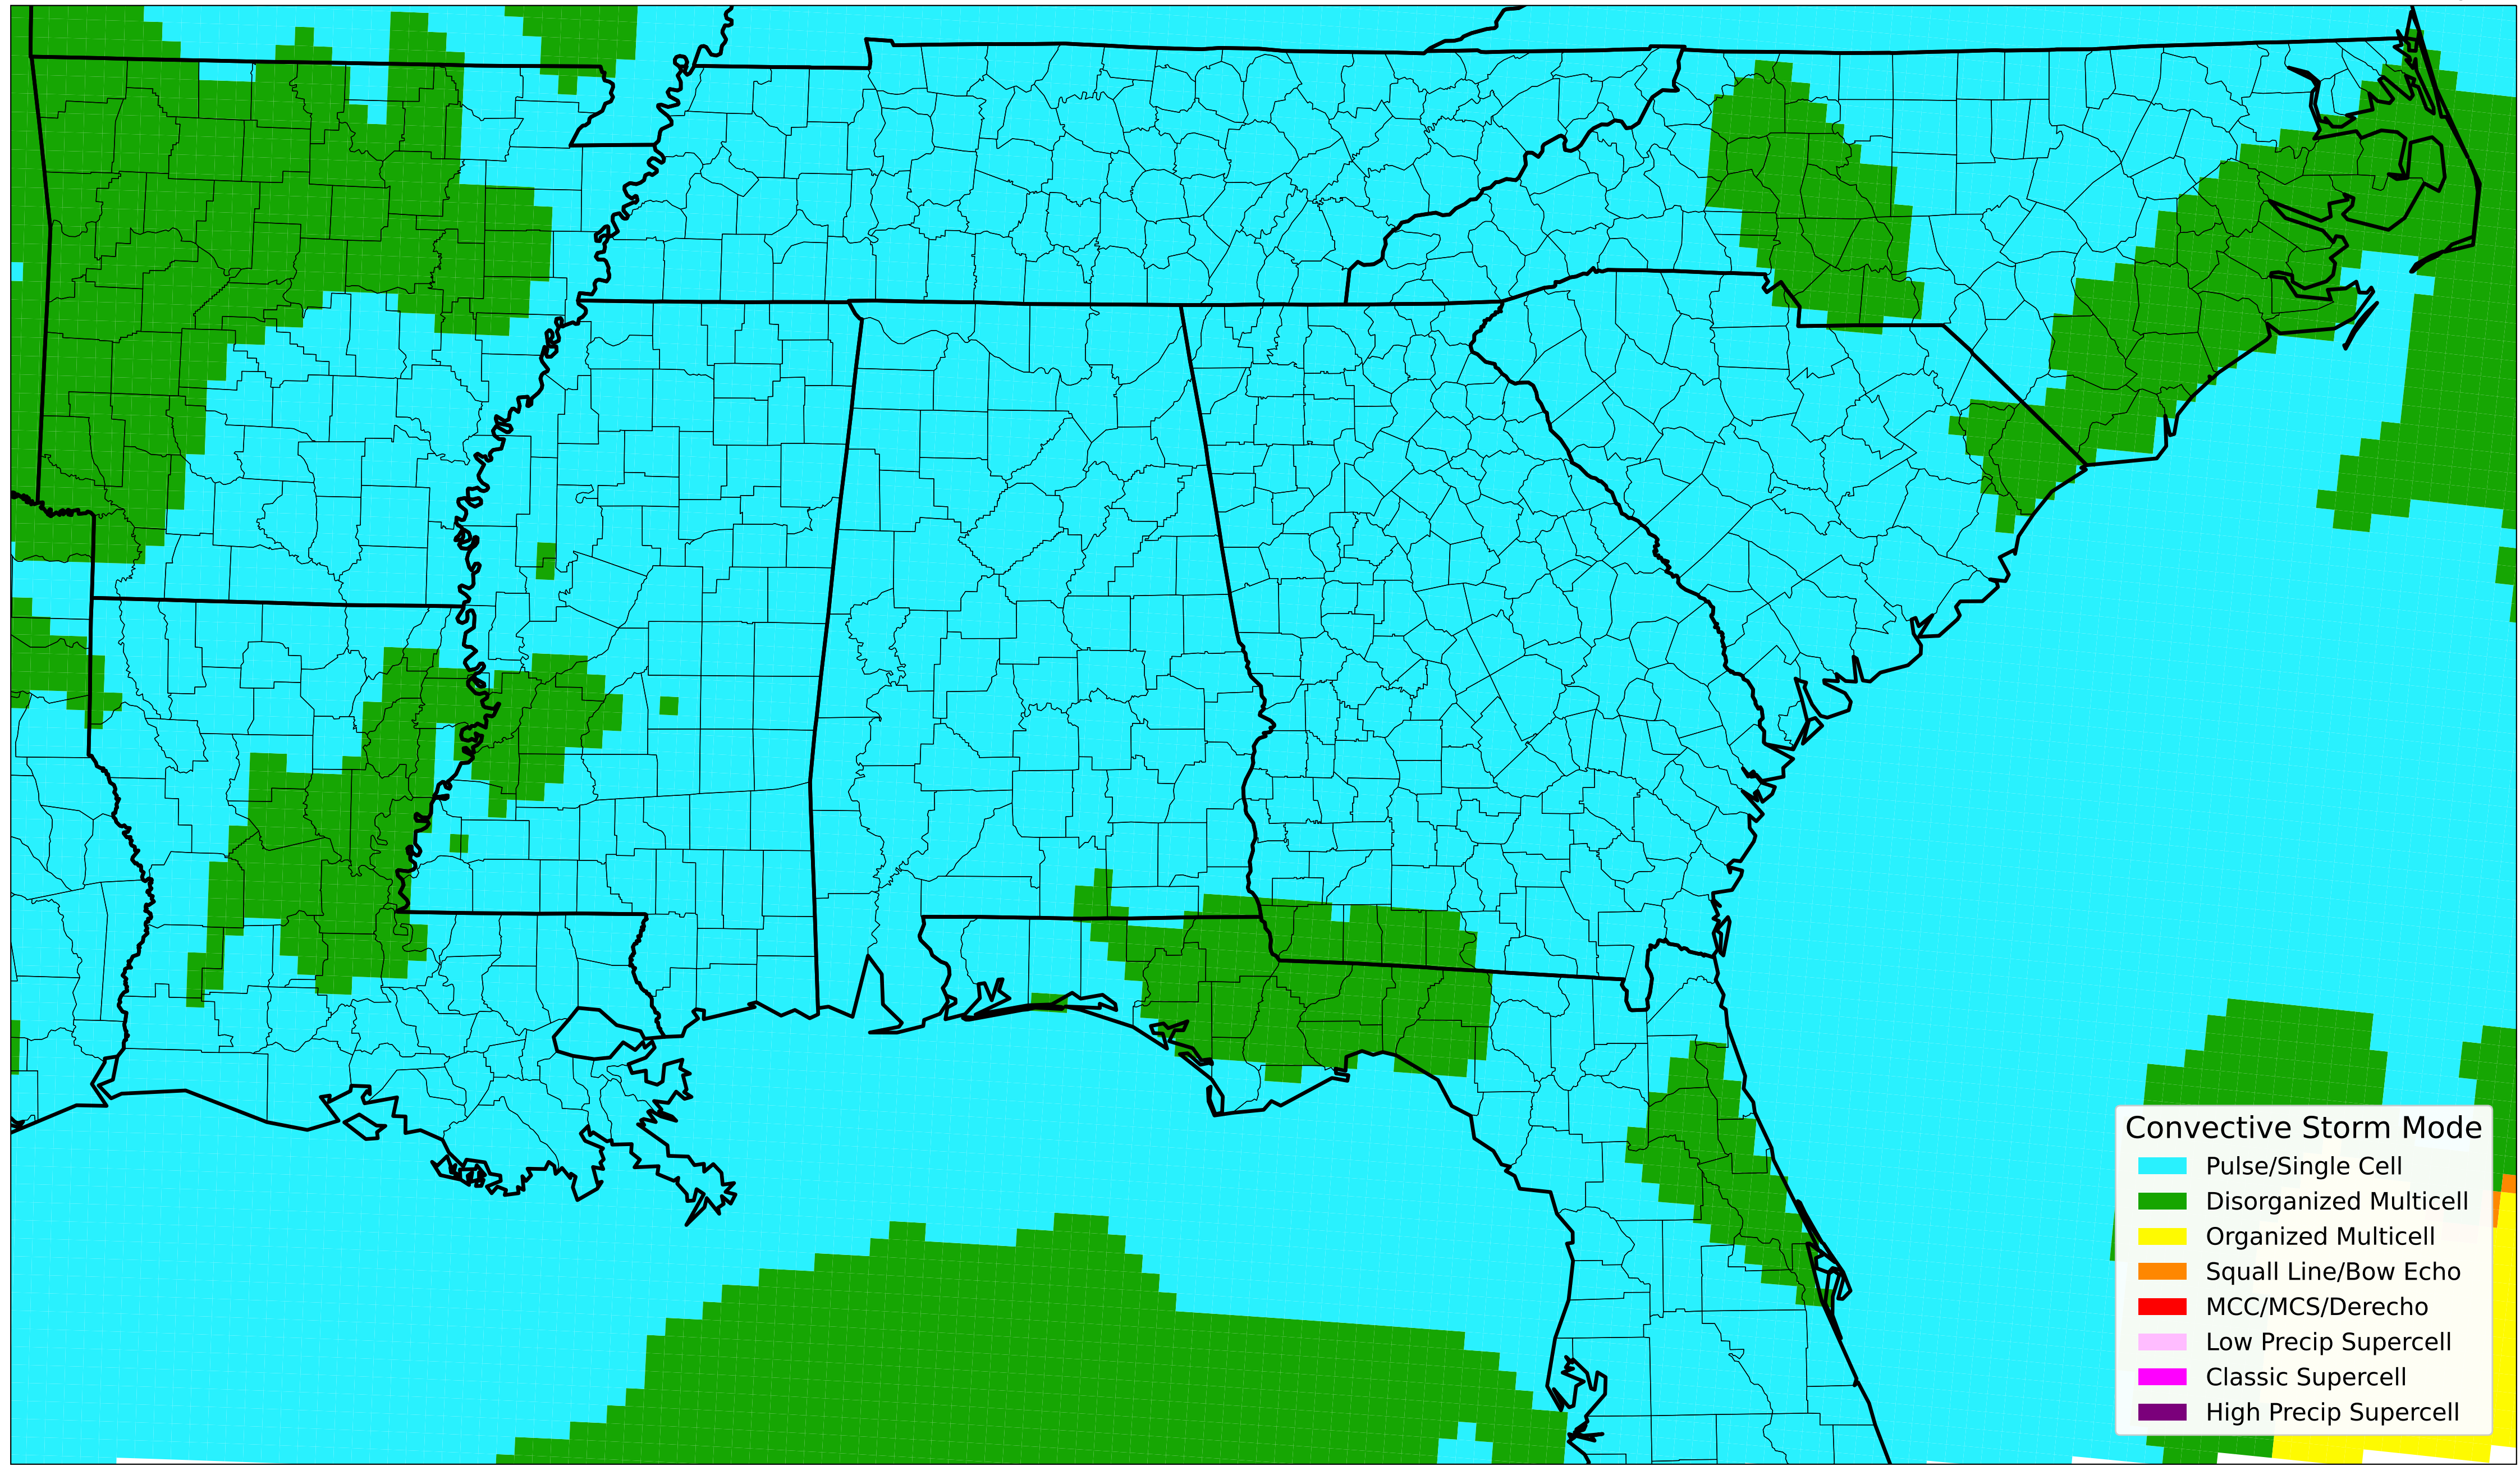 Convective Storm Mode
Pulse/Single Cell
Disorganized Multicell
Organized Multicell
Squall Line/Bow Echo
MCC/MCS/Derecho
Low Precip Supercell
Classic Supercell
High Precip Supercell